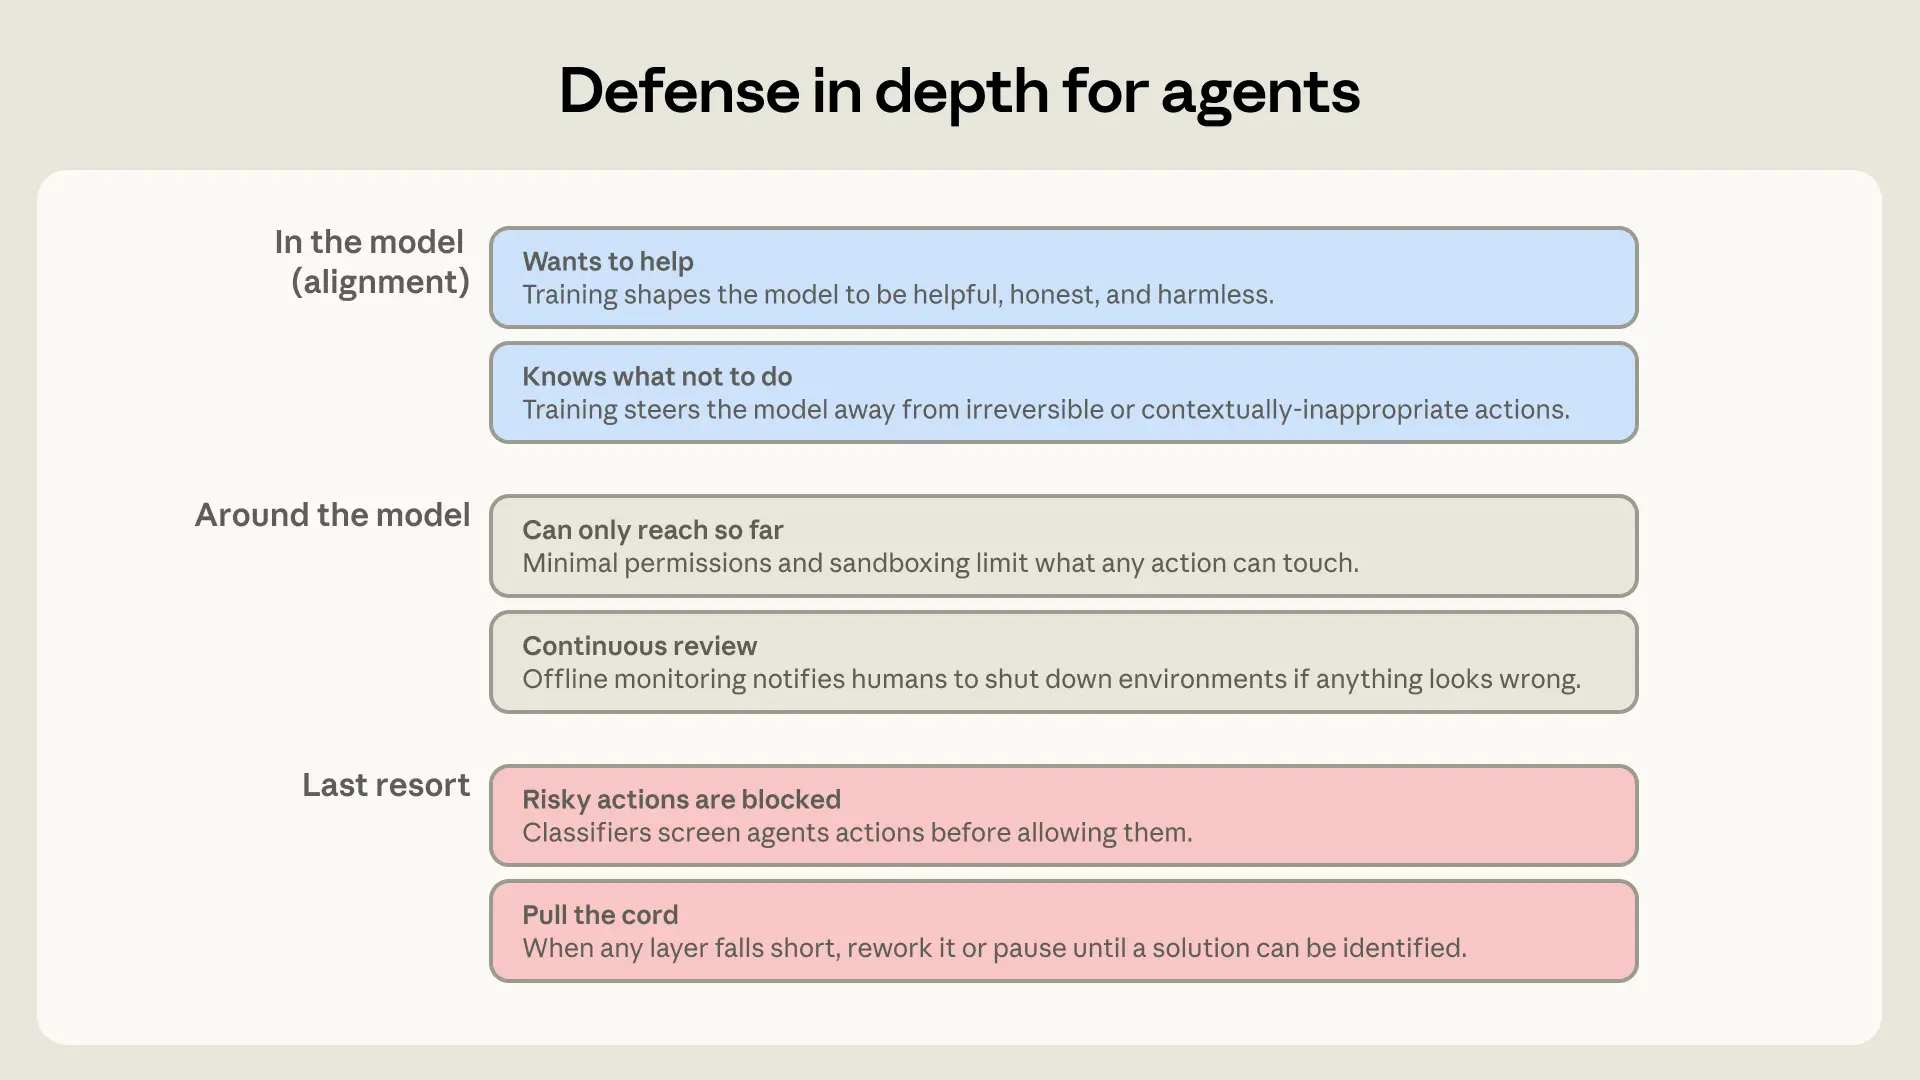 Defense in depth for agents
In the model
(alignment)
Wants to help
Training shapes the model to be helpful, honest, and harmless.
Knows what not to do
Training steers the model away from irreversible or contextually-inappropriate actions.
Around the model
Can only reach so far
Minimal permissions and sandboxing limit what any action can touch.
Continuous review
Offline monitoring notifies humans to shut down environments if anything looks wrong.
Last resort
Risky actions are blocked
Classifiers screen agents actions before allowing them.
Pull the cord
When any layer falls short, rework it or pause until a solution can be identified.